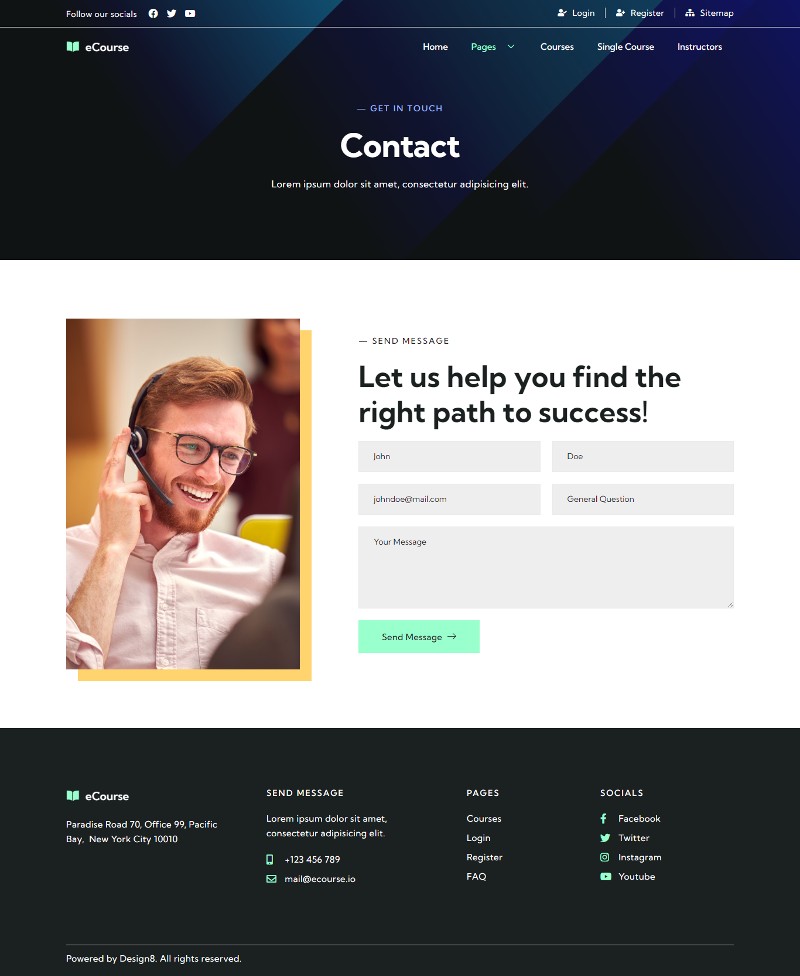 Follow our socials
Login
Register
Sitemap
eCourse
Home
Pages
Courses
Single Course
Instructors
— GET IN TOUCH
Contact
Lorem ipsum dolor sit amet, consectetur adipisicing elit.
— SEND MESSAGE
Let us help you find the
right path to success!
John
Doe
johndoe@mail.com
General Question
Your Message
Send Message →
eCourse
Paradise Road 70, Office 99, Pacific
Bay, New York City 10010
SEND MESSAGE
Lorem ipsum dolor sit amet,
consectetur adipisicing elit.
+123 456 789
mail@ecourse.io
PAGES
Courses
Login
Register
FAQ
SOCIALS
Facebook
Twitter
Instagram
Youtube
Powered by Design8. All rights reserved.